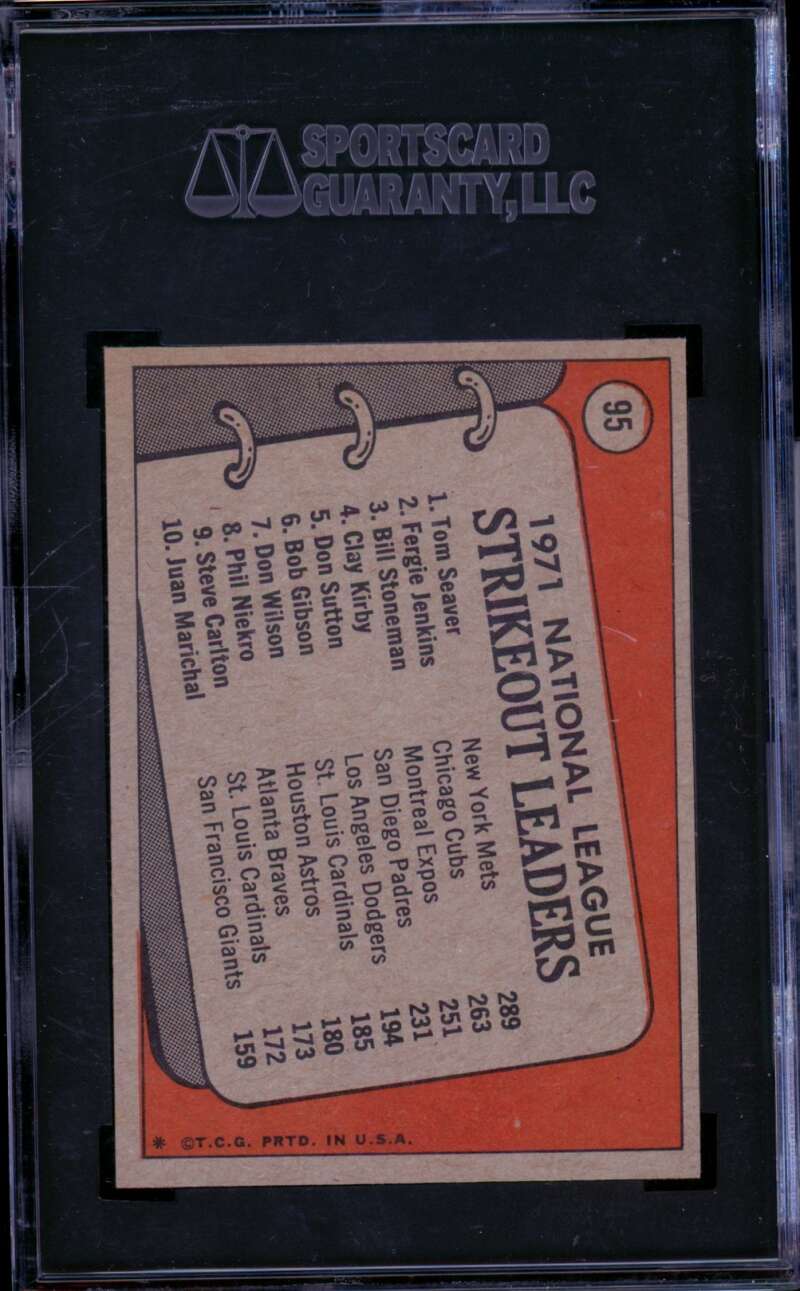 SPORTSCARD
GUARANTY, LLC
95
1971 NATIONAL LEAGUE
STRIKEOUT LEADERS
1. Tom Seaver New York Mets 289
2. Fergie Jenkins Chicago Cubs 263
3. Bill Stoneman Montreal Expos 251
4. Clay Kirby San Diego Padres 231
5. Don Sutton Los Angeles Dodgers 194
6. Bob Gibson St. Louis Cardinals 185
7. Don Wilson Houston Astros 180
8. Phil Niekro Atlanta Braves 173
9. Steve Carlton St. Louis Cardinals 172
10. Juan Marichal San Francisco Giants 159
* ©T.C.G. PRTD. IN U.S.A.